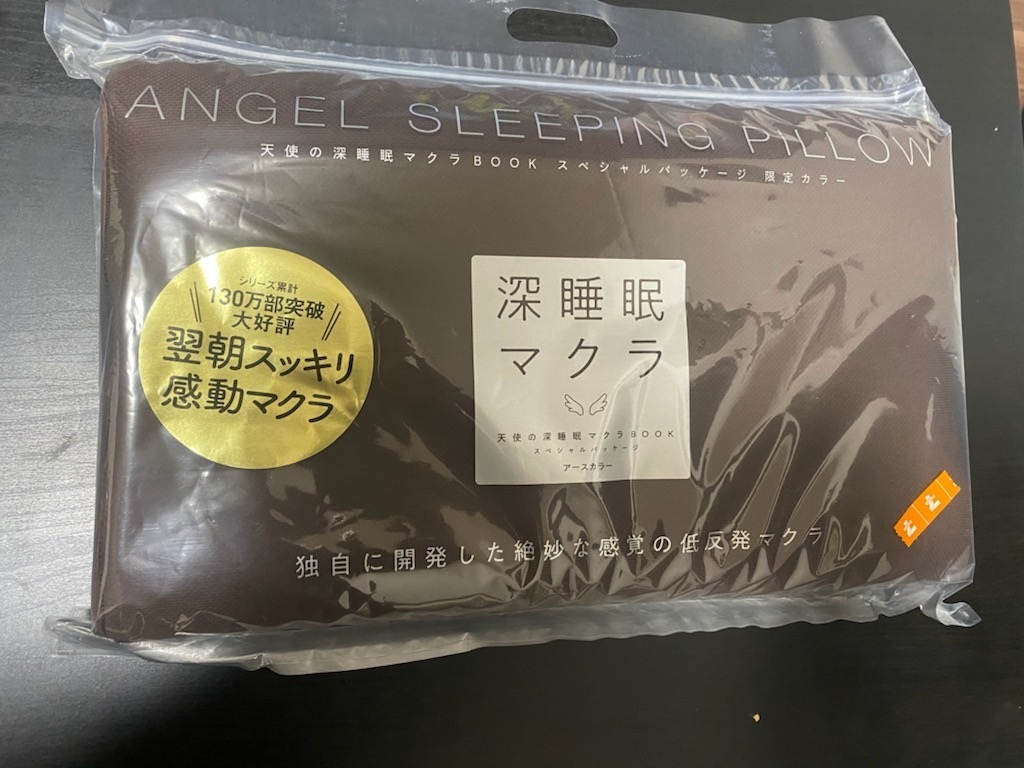 ANGEL SLEEPING PILLOW
天使の深睡眠マクラBOOK スペシャルパッケージ 限定カラー
シリーズ累計
130万部突破
大好評
翌朝スッキリ
感動マクラ
深睡眠
マクラ
天使の深睡眠マクラBOOK
スペシャルパッケージ
アースカラー
独自に開発した絶妙な感覚の低反発マクラ